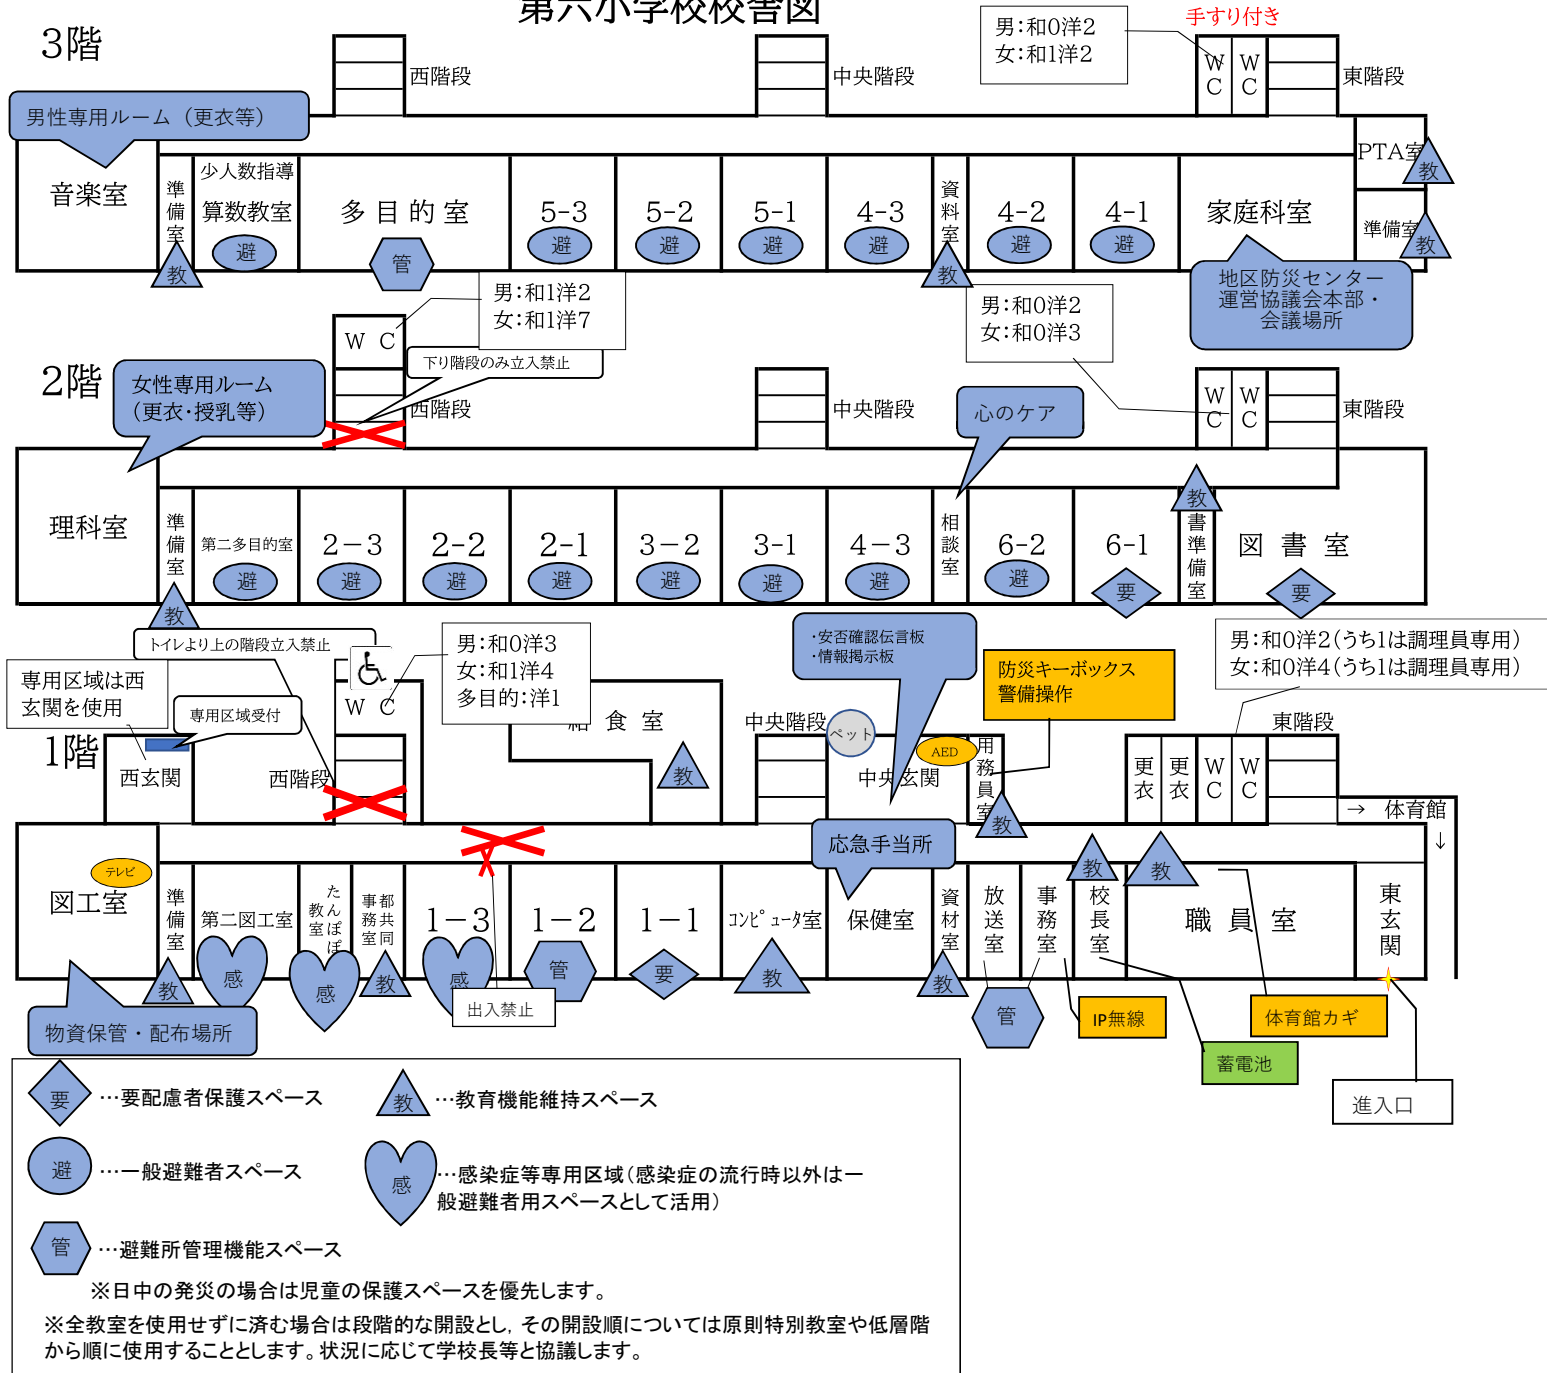 第六小学校校舎図
3階
男:和0洋2
女:和1洋2
手すり付き
西階段
中央階段
WC
WC
東階段
男性専用ルーム（更衣等）
音楽室
準備室
教
少人数指導
算数教室
避
多目的室
管
5-3
避
5-2
避
5-1
避
4-3
避
資料室
教
4-2
避
4-1
避
家庭科室
PTA室
教
準備室
教
地区防災センター
運営協議会本部・
会議場所
2階
男:和1洋2
女:和1洋7
WC
下り階段のみ立入禁止
西階段
女性専用ルーム
（更衣・授乳等）
中央階段
心のケア
男:和0洋2
女:和0洋3
WC
WC
東階段
理科室
準備室
教
第二多目的室
避
2-3
避
2-2
避
2-1
避
3-2
避
3-1
避
4-3
避
相談室
6-2
避
6-1
要
教
書準備室
図書室
要
1階
トイレより上の階段立入禁止
専用区域は西
玄関を使用
専用区域受付
西玄関
西階段
WC
男:和0洋3
女:和1洋4
多目的:洋1
給食室
教
中央階段
ペット
・安否確認伝言板
・情報掲示板
AED
中央玄関
用務員室
教
防災キーボックス
警備操作
男:和0洋2(うち1は調理員専用)
女:和0洋4(うち1は調理員専用)
更衣
更衣
WC
WC
東階段
→ 体育館
↓
図工室
テレビ
準備室
教
第二図工室
感
たんぽぽ
教室
感
都共同
事務室
教
1-3
感
出入禁止
1-2
管
1-1
要
コンピュータ室
教
応急手当所
保健室
資材室
教
放送室
事務室
管
校長室
教
職員室
教
東玄関
物資保管・配布場所
IP無線
体育館カギ
蓄電池
進入口
要 …要配慮者保護スペース
教 …教育機能維持スペース
避 …一般避難者スペース
感 …感染症等専用区域(感染症の流行時以外は一
般避難者用スペースとして活用)
管 …避難所管理機能スペース
※日中の発災の場合は児童の保護スペースを優先します。
※全教室を使用せずに済む場合は段階的な開設とし,その開設順については原則特別教室や低層階
から順に使用することとします。状況に応じて学校長等と協議します。